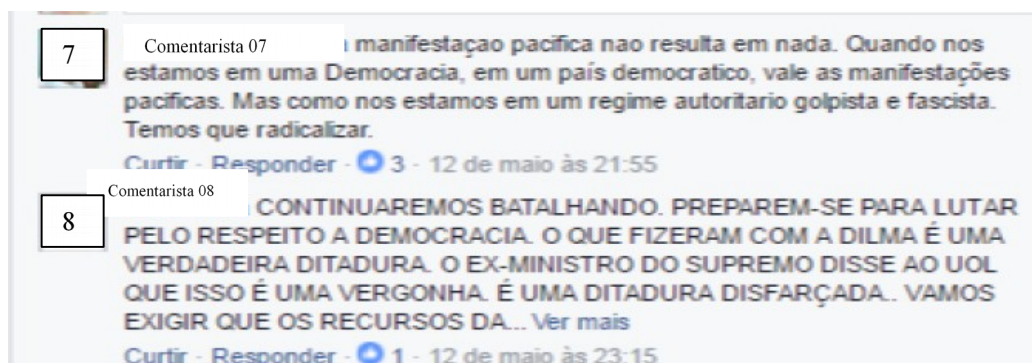 7
Comentarista 07 manifestaçao pacifica nao resulta em nada. Quando nos
estamos em uma Democracia, em um país democratico, vale as manifestações
pacificas. Mas como nos estamos em um regime autoritario golpista e fascista.
Temos que radicalizar.
Curtir · Responder · 3 · 12 de maio às 21:55
Comentarista 08
8
CONTINUAREMOS BATALHANDO. PREPAREM-SE PARA LUTAR
PELO RESPEITO A DEMOCRACIA. O QUE FIZERAM COM A DILMA É UMA
VERDADEIRA DITADURA. O EX-MINISTRO DO SUPREMO DISSE AO UOL
QUE ISSO É UMA VERGONHA. É UMA DITADURA DISFARÇADA.. VAMOS
EXIGIR QUE OS RECURSOS DA... Ver mais
Curtir · Responder · 1 · 12 de maio às 23:15